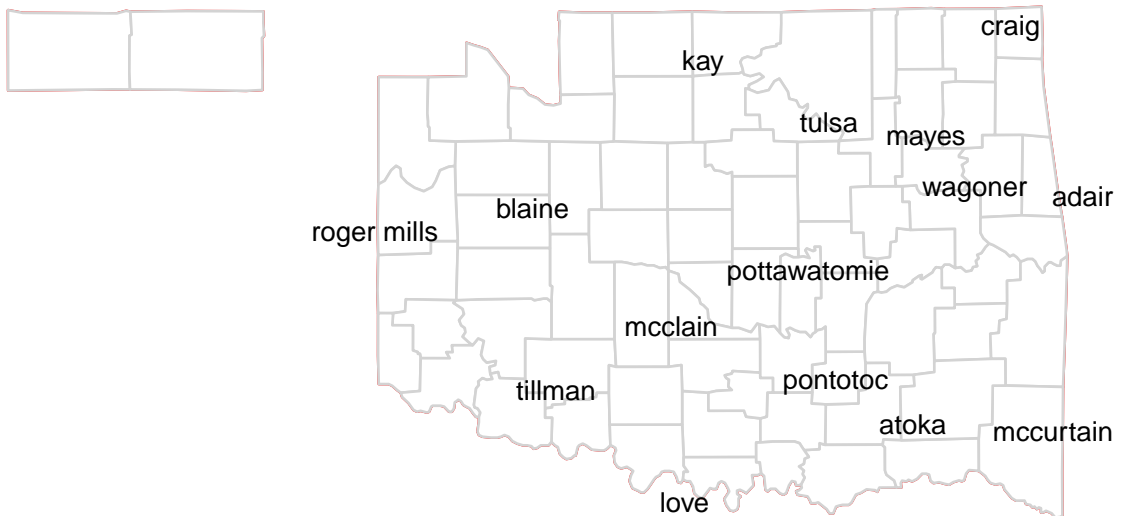 craig
kay
tulsa
mayes
wagoner
adair
blaine
roger mills
pottawatomie
mcclain
pontotoc
tillman
atoka
mccurtain
love